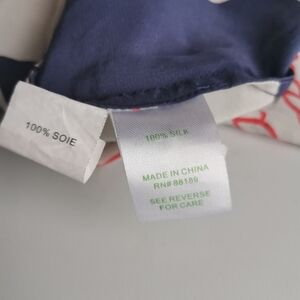 100% SOIE
100% SILK
MADE IN CHINA
RN# 88189
SEE REVERSE
FOR CARE